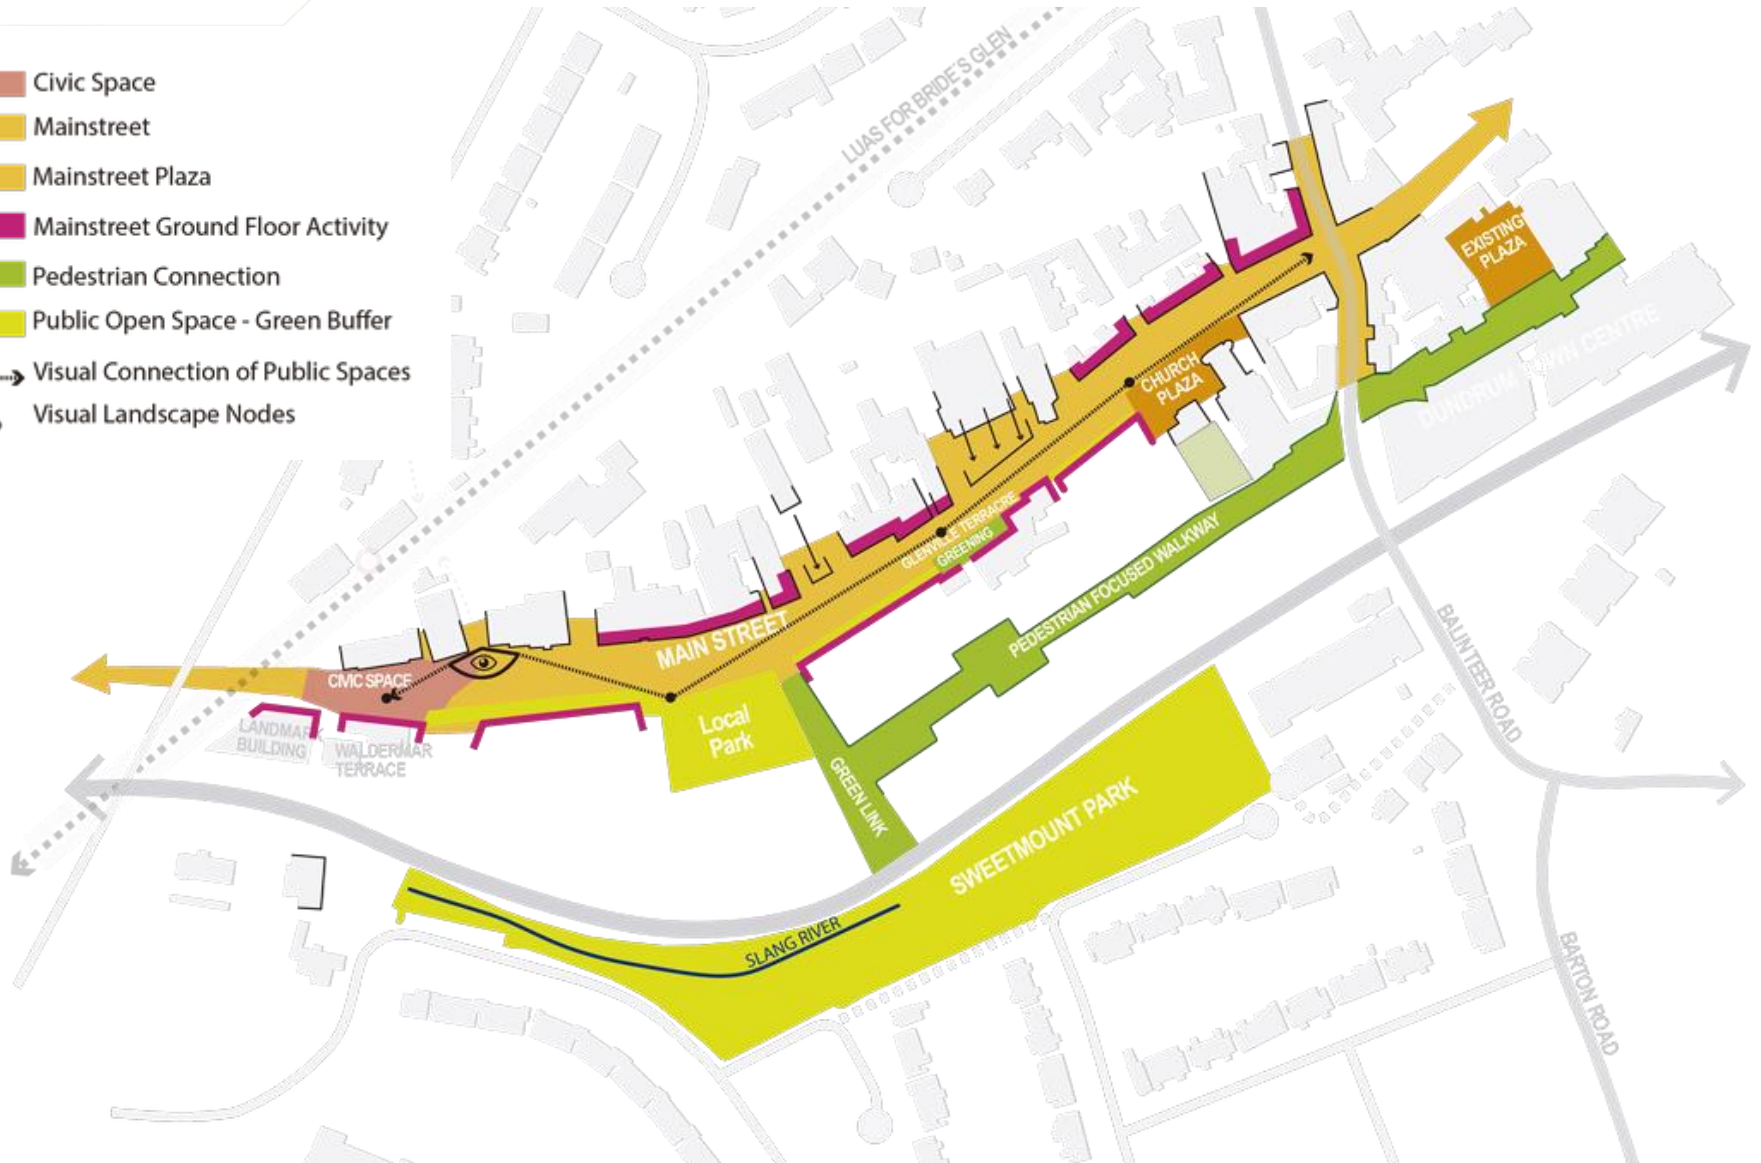 Civic Space
Mainstreet
Mainstreet Plaza
Mainstreet Ground Floor Activity
Pedestrian Connection
Public Open Space - Green Buffer
Visual Connection of Public Spaces
Visual Landscape Nodes
LUAS FOR BRIDE'S GLEN
EXISTING
PLAZA
DUNDRUM TOWN CENTRE
CHURCH
PLAZA
GLENVILLE TERRACRE
GREENING
PEDESTRIAN FOCUSED WALKWAY
MAIN STREET
CIVIC SPACE
LANDMARK
BUILDING
WALDERMAR
TERRACE
Local
Park
GREEN LINK
BALINTEER ROAD
SWEETMOUNT PARK
SLANG RIVER
BARTON ROAD